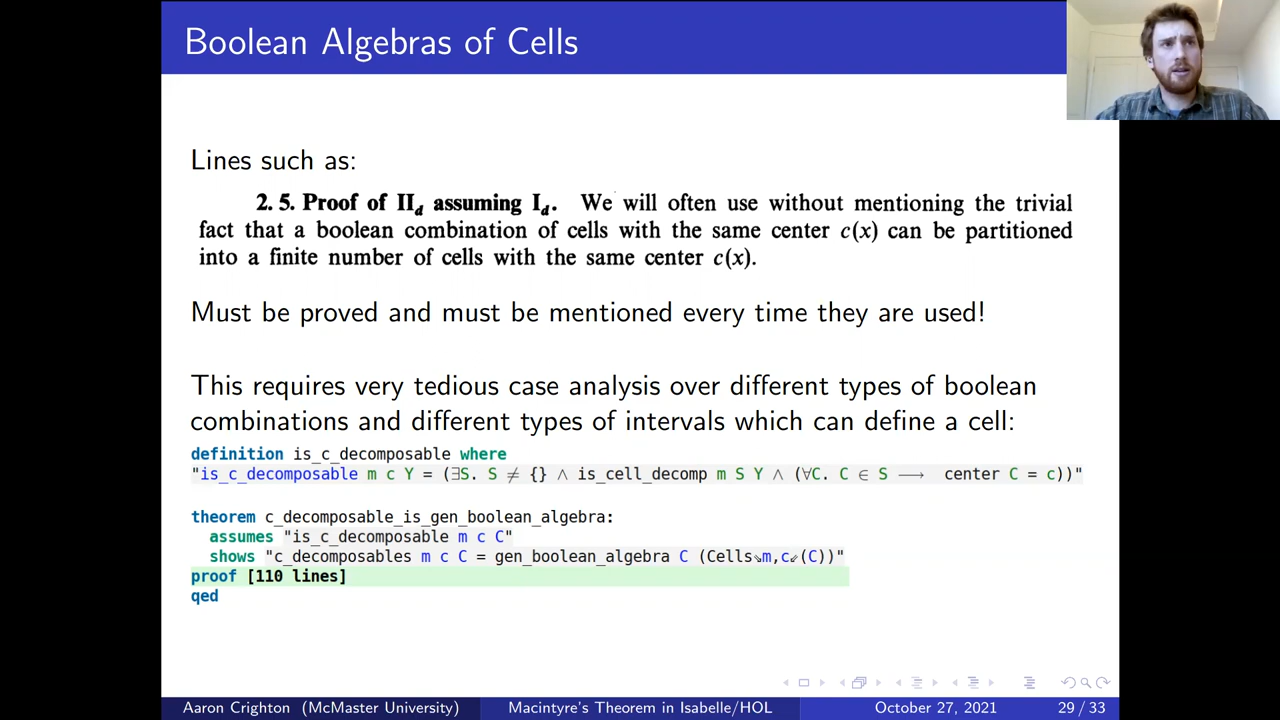 Boolean Algebras of Cells
Lines such as:
2. 5. Proof of II_d assuming I_d. We will often use without mentioning the trivial
fact that a boolean combination of cells with the same center c(x) can be partitioned
into a finite number of cells with the same center c(x).
Must be proved and must be mentioned every time they are used!
This requires very tedious case analysis over different types of boolean
combinations and different types of intervals which can define a cell:
definition is_c_decomposable where
"is_c_decomposable m c Y = (∃S. S ≠ {} ∧ is_cell_decomp m S Y ∧ (∀C. C ∈ S ⟶ center C = c))"
theorem c_decomposable_is_gen_boolean_algebra:
assumes "is_c_decomposable m c C"
shows "c_decomposables m c C = gen_boolean_algebra C (Cells⇘m,c⇙(C))"
proof [110 lines]
qed
Aaron Crighton (McMaster University) Macintyre's Theorem in Isabelle/HOL October 27, 2021 29 / 33